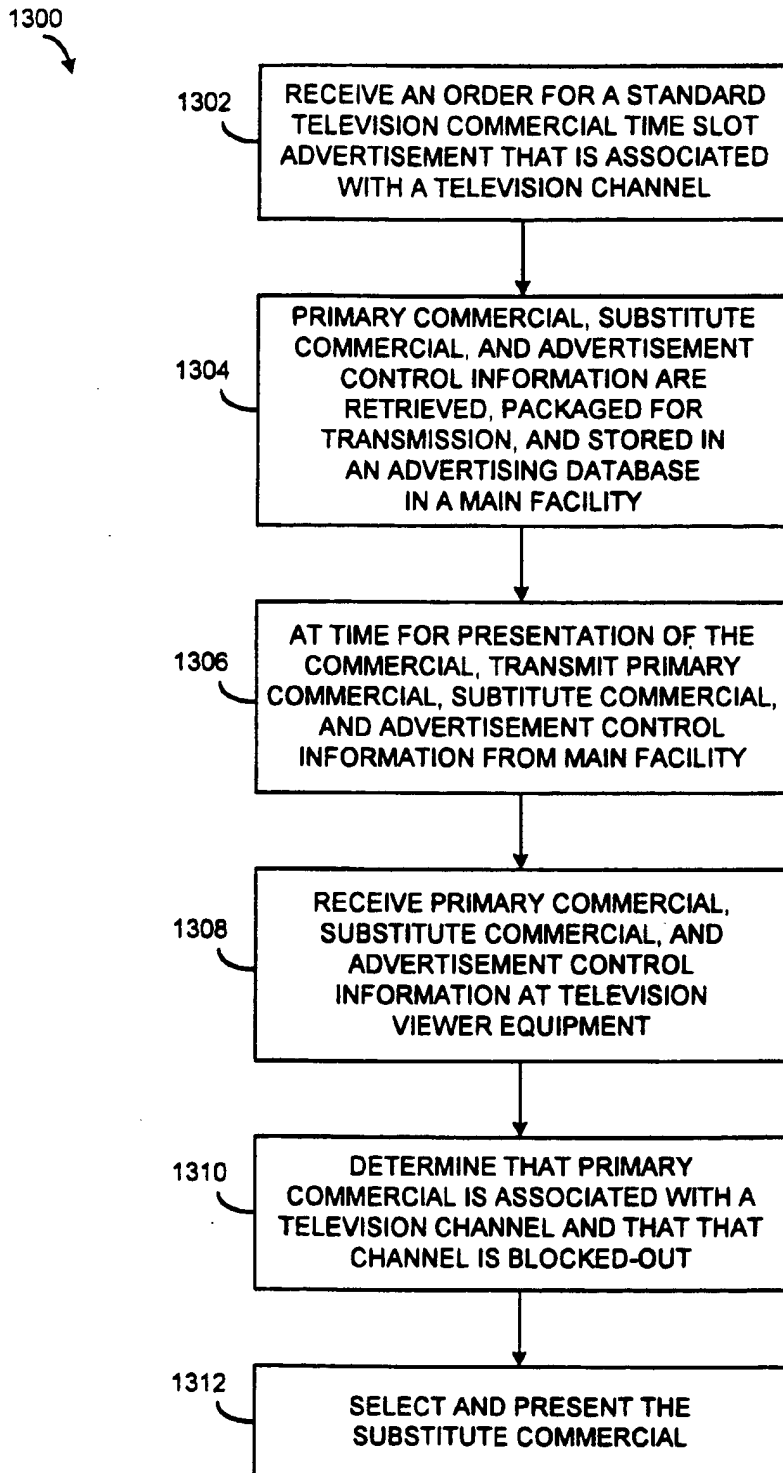 1300
1302
RECEIVE AN ORDER FOR A STANDARD
TELEVISION COMMERCIAL TIME SLOT
ADVERTISEMENT THAT IS ASSOCIATED
WITH A TELEVISION CHANNEL
1304
PRIMARY COMMERCIAL, SUBSTITUTE
COMMERCIAL, AND ADVERTISEMENT
CONTROL INFORMATION ARE
RETRIEVED, PACKAGED FOR
TRANSMISSION, AND STORED IN
AN ADVERTISING DATABASE
IN A MAIN FACILITY
1306
AT TIME FOR PRESENTATION OF THE
COMMERCIAL, TRANSMIT PRIMARY
COMMERCIAL, SUBTITUTE COMMERCIAL,
AND ADVERTISEMENT CONTROL
INFORMATION FROM MAIN FACILITY
1308
RECEIVE PRIMARY COMMERCIAL,
SUBSTITUTE COMMERCIAL, AND
ADVERTISEMENT CONTROL
INFORMATION AT TELEVISION
VIEWER EQUIPMENT
1310
DETERMINE THAT PRIMARY
COMMERCIAL IS ASSOCIATED WITH A
TELEVISION CHANNEL AND THAT THAT
CHANNEL IS BLOCKED-OUT
1312
SELECT AND PRESENT THE
SUBSTITUTE COMMERCIAL